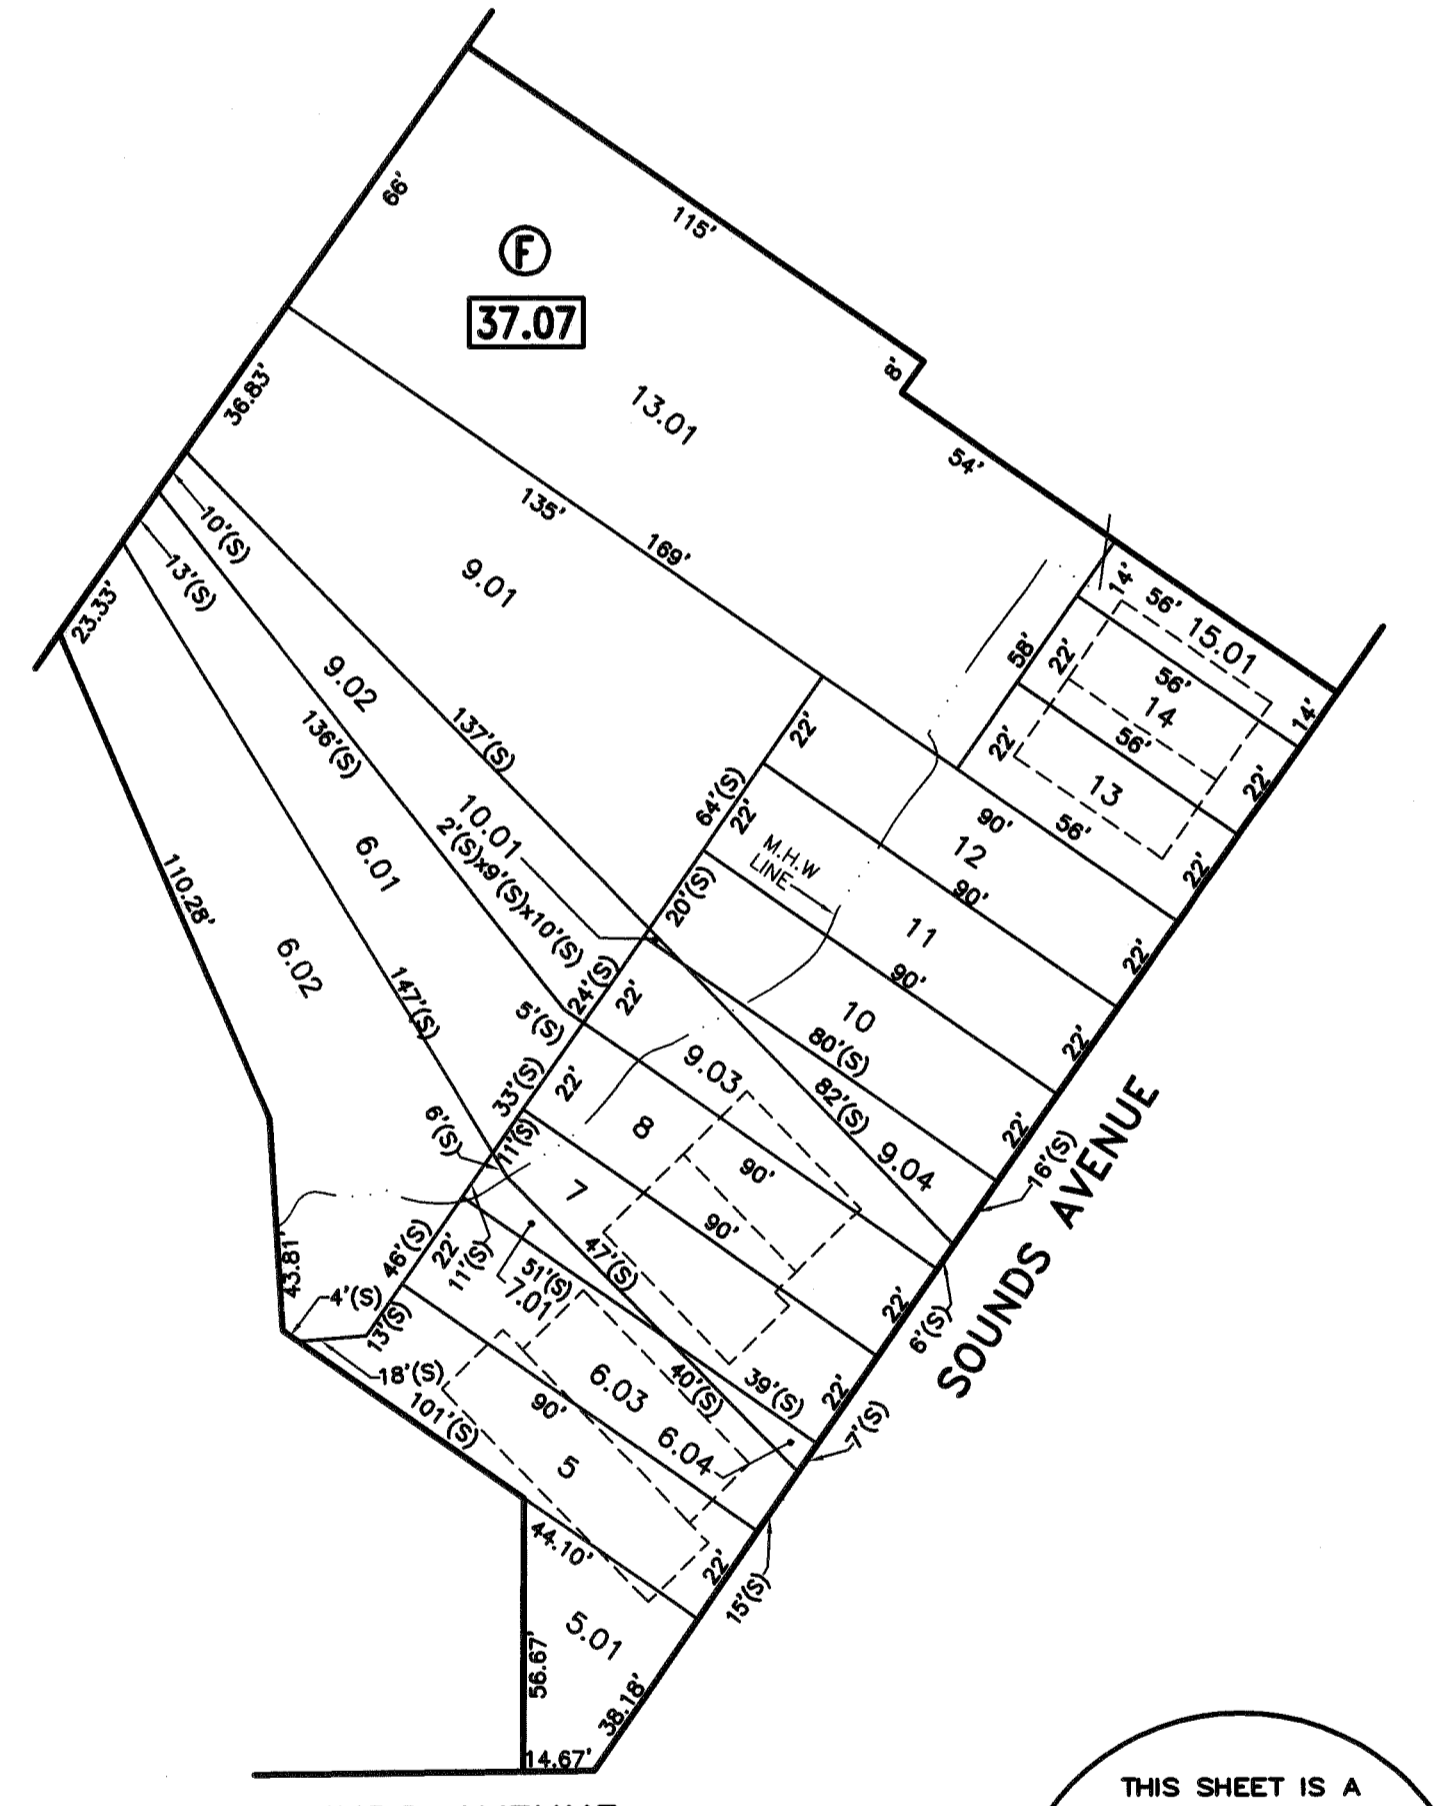 66'
115'
F
37.07
8'
36.83'
13.01
54'
135'
169'
10'(S)
13'(S)
9.01
14'
56'
15.01
23.33'
58'
22'
56'
14
14'
9.02
136'(S)
137'(S)
22'
22'
56'
13
22'
64'(S)
22'
90'
56'
12
10.01
2'(S)x9'(S)x10'(S)
M.H.W
LINE
90'
22'
6.01
110.28'
20'(S)
11
22'
6.02
147'(S)
24'(S)
22'
90'
10
22'
5'(S)
80'(S)
9.03
82'(S)
33'(S)
22'
22'
6'(S)
11'(S)
8
90'
9.04
16'(S)
SOUNDS AVENUE
7
90'
43.81'
46'(S)
22'
11'(S)
47'(S)
51'(S)
7.01
4'(S)
13'(S)
22'
6'(S)
18'(S)
101'(S)
90'
6.03
40'(S)
39'(S)
22'
7'(S)
6.04
5
44.10'
22'
15'(S)
5.01
56.67'
38.18'
14.67'
THIS SHEET IS A